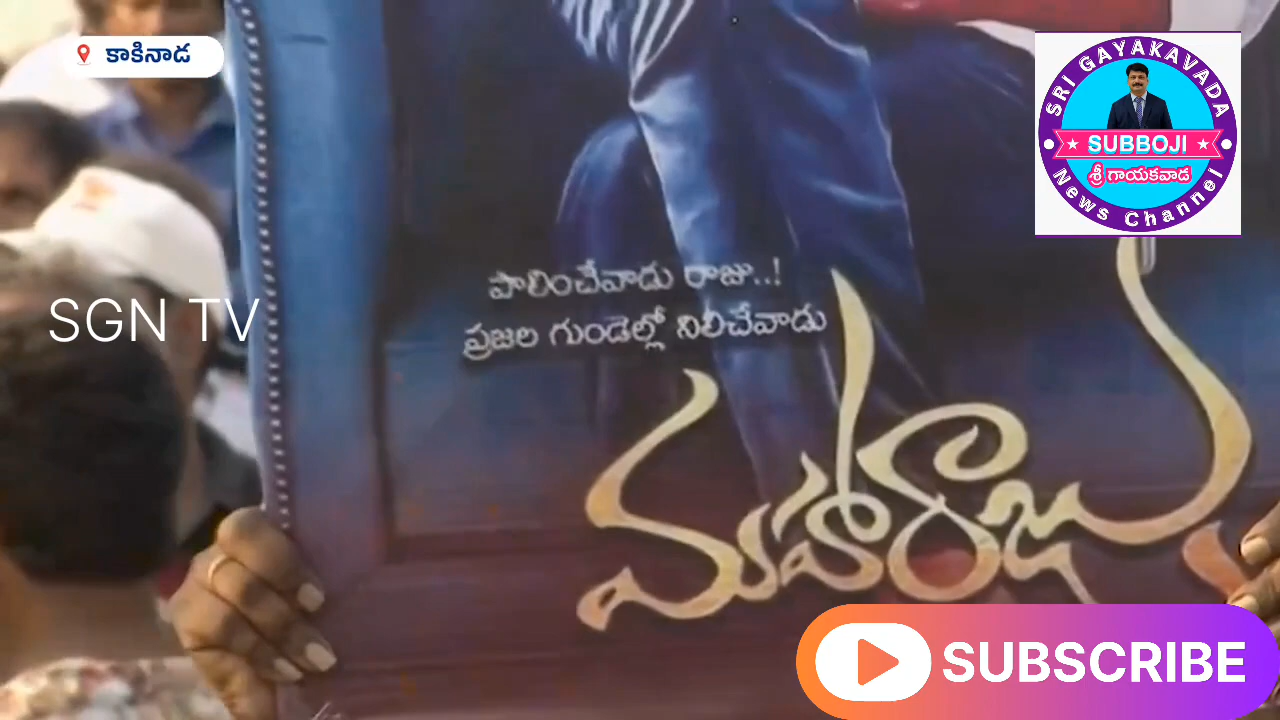 కాకినాడ
SRI GAYAKAVADA
SUBBOJI
శ్రీ గాయకవాడ
News Channel
పాలించేవాడు రాజు..!
ప్రజల గుండెల్లో నిలిచేవాడు
SGN TV
మహారాజు
SUBSCRIBE